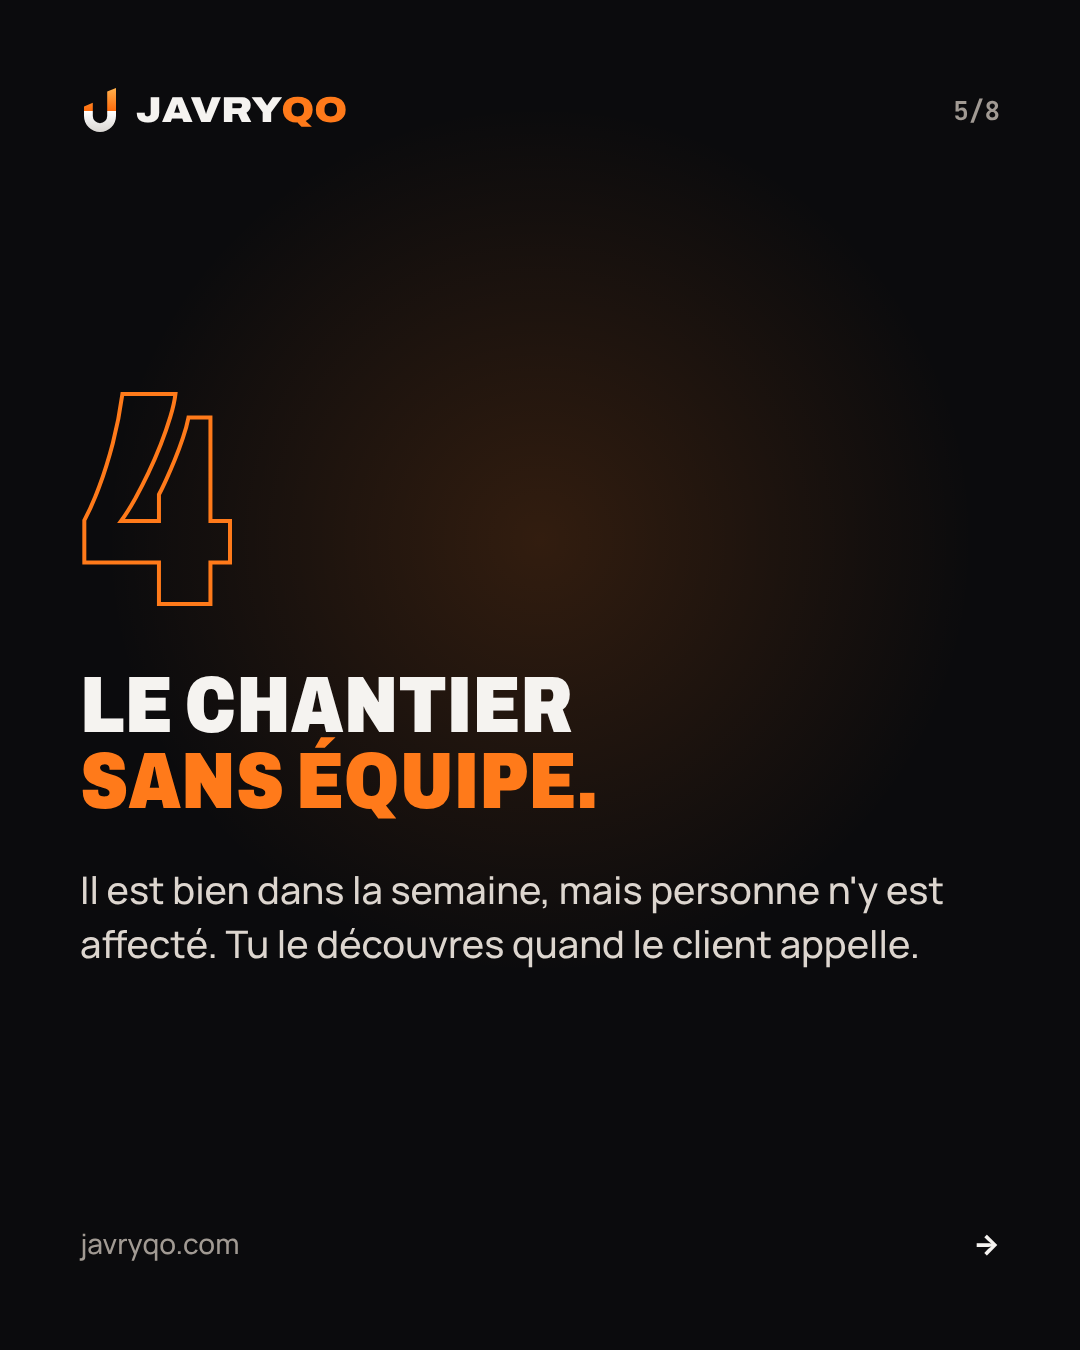 JAVRYQO
5/8
4
LE CHANTIER
SANS ÉQUIPE.
Il est bien dans la semaine, mais personne n'y est
affecté. Tu le découvres quand le client appelle.
javryqo.com →